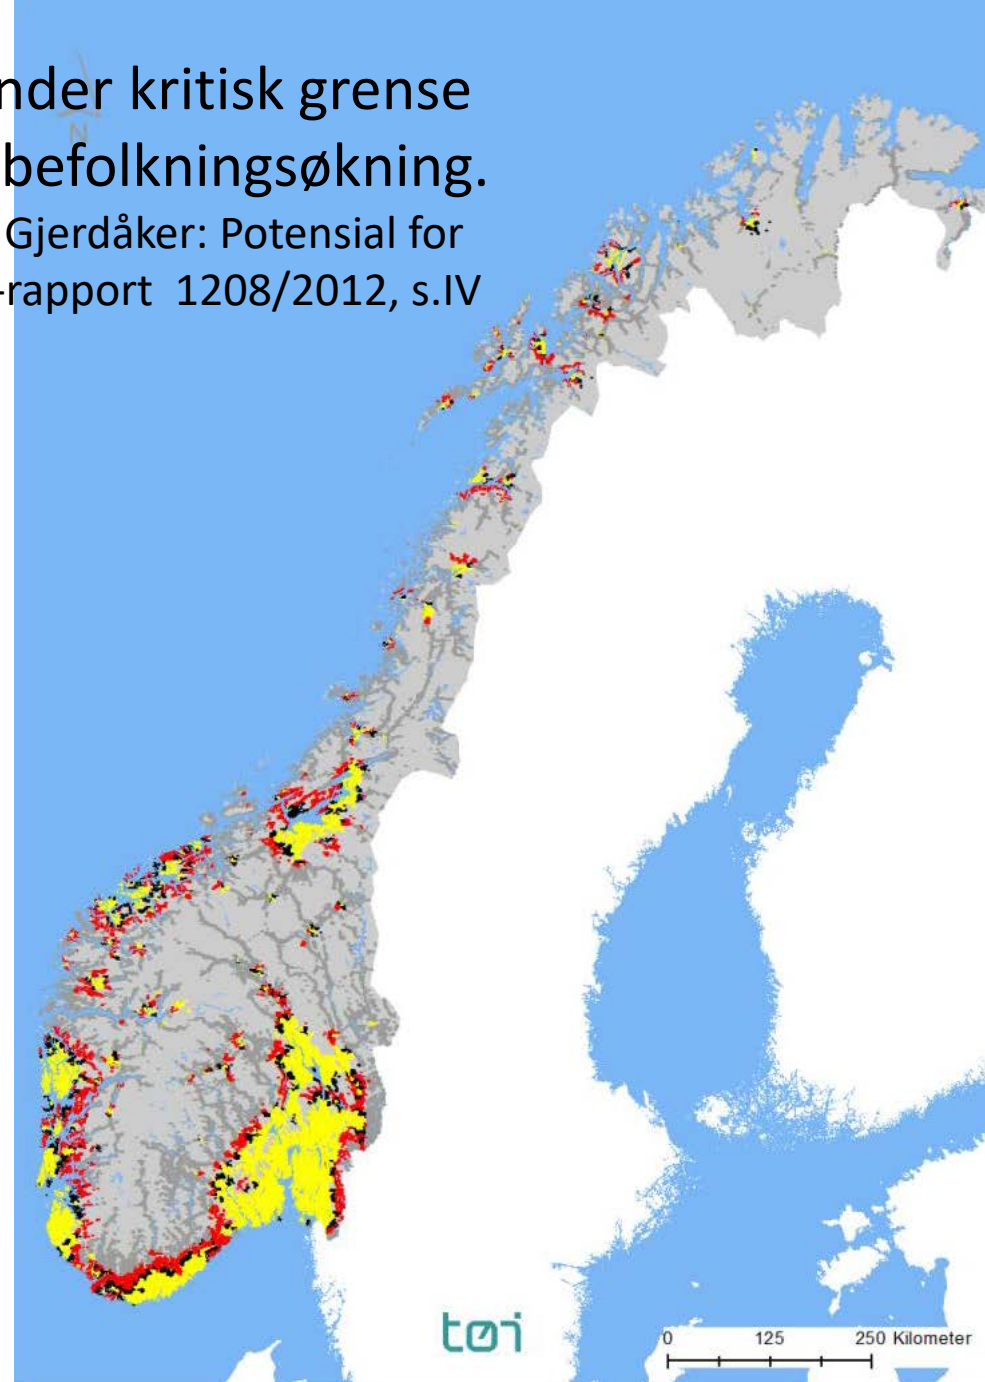 nder kritisk grense
befolkningsøkning.
Gjerdåker: Potensial for
-rapport 1208/2012, s.IV
N
tøi
0 125 250 Kilometer